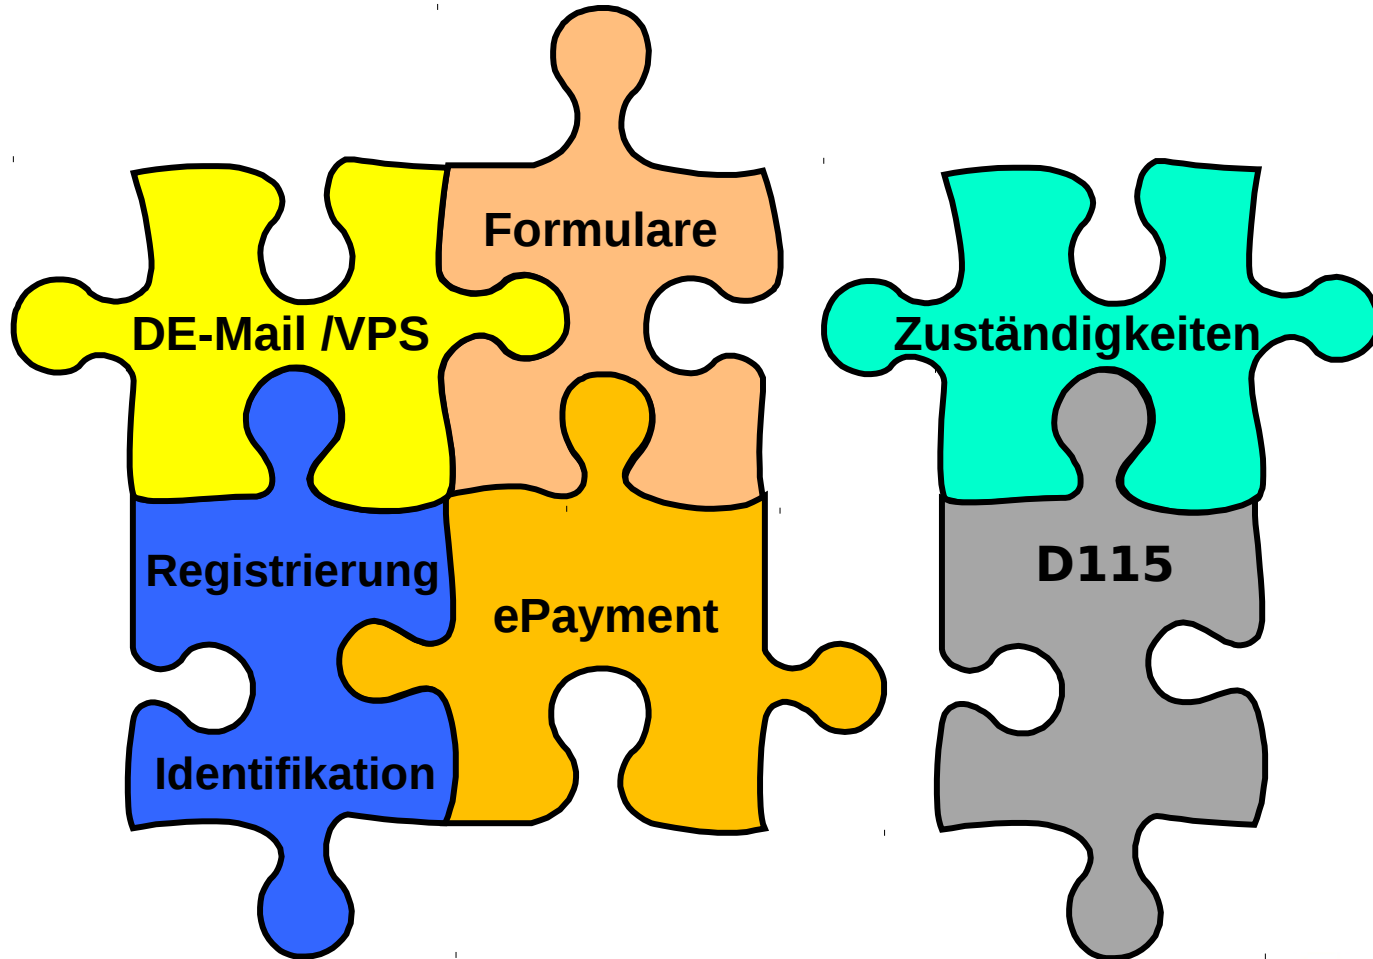 Formulare
DE-Mail /VPS
Zuständigkeiten
Registrierung
ePayment
D115
Identifikation